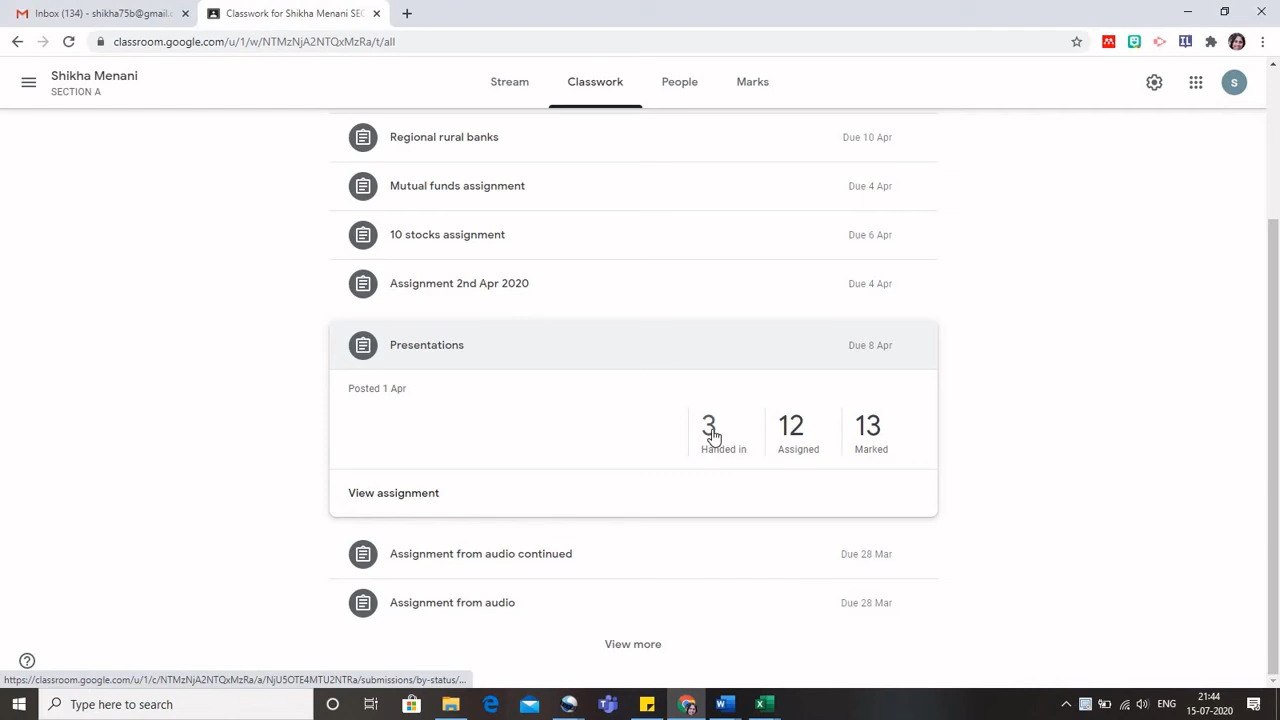 Inbox (134) - shikha75b@gmail.c
Classwork for Shikha Menani SEC
classroom.google.com/u/1/w/NTMzNjA2NTQxMzRa/t/all
Shikha Menani
SECTION A
Stream
Classwork
People
Marks
S
Regional rural banks
Due 10 Apr
Mutual funds assignment
Due 4 Apr
10 stocks assignment
Due 6 Apr
Assignment 2nd Apr 2020
Due 4 Apr
Presentations
Due 8 Apr
Posted 1 Apr
3
12
13
Handed in
Assigned
Marked
View assignment
Assignment from audio continued
Due 28 Mar
Assignment from audio
Due 28 Mar
View more
https://classroom.google.com/u/1/c/NTMzNjA2NTQxMzRa/a/NjU5OTE4MTU2NTRa/submissions/by-status/...
Type here to search
ENG
21:44
15-07-2020